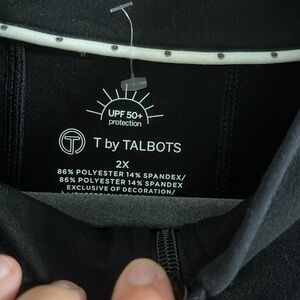 UPF 50+
protection
T by TALBOTS
2X
86% POLYESTER 14% SPANDEX/
86% POLYESTER 14% SPANDEX
EXCLUSIVE OF DECORATION/